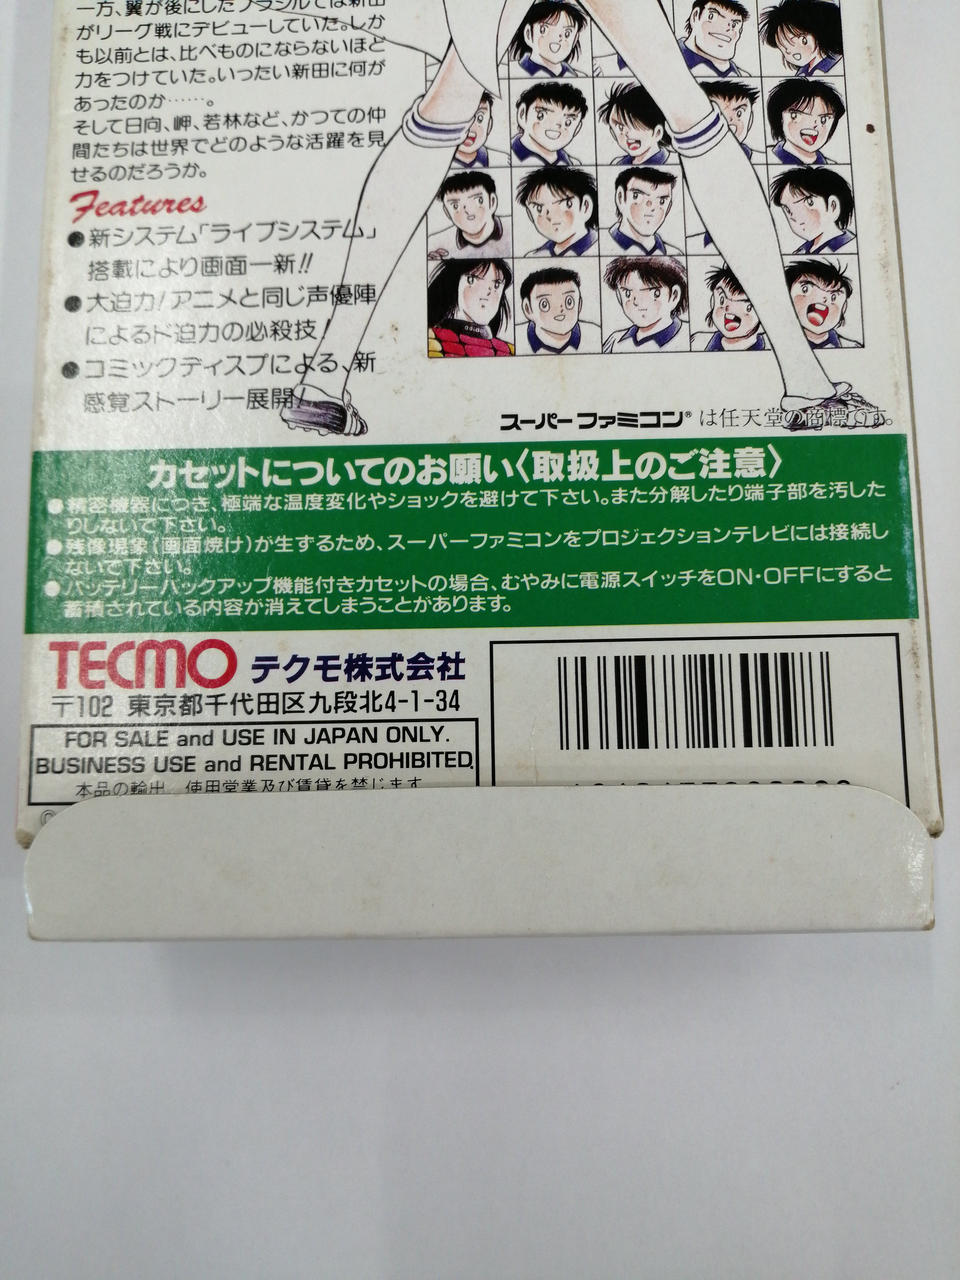 一方、翼が後にしたブラジルでは新田
がリーグ戦にデビューしていた。しか
も以前とは、比べものにならないほど
力をつけていた。いったい新田に何が
あったのか……。
そして日向、岬、若林など、かつての仲
間たちは世界でどのような活躍を見
せるのだろうか。
Features
●新システム「ライブシステム」
搭載により画面一新!!
●大迫力!アニメと同じ声優陣
によるド迫力の必殺技!
●コミックディスプによる、新
感覚ストーリー展開!
スーパーファミコン®は任天堂の商標です。
カセットについてのお願い〈取扱上のご注意〉
●精密機器につき、極端な温度変化やショックを避けて下さい。また分解したり端子部を汚した
りしないで下さい。
●残像現象(画面焼け)が生ずるため、スーパーファミコンをプロジェクションテレビには接続し
ないで下さい。
●バッテリーバックアップ機能付きカセットの場合、むやみに電源スイッチをON・OFFにすると
蓄積されている内容が消えてしまうことがあります。
TECMO テクモ株式会社
〒102 東京都千代田区九段北4-1-34
FOR SALE and USE IN JAPAN ONLY.
BUSINESS USE and RENTAL PROHIBITED.
本品の輸出、使用営業及び賃貸を禁じます